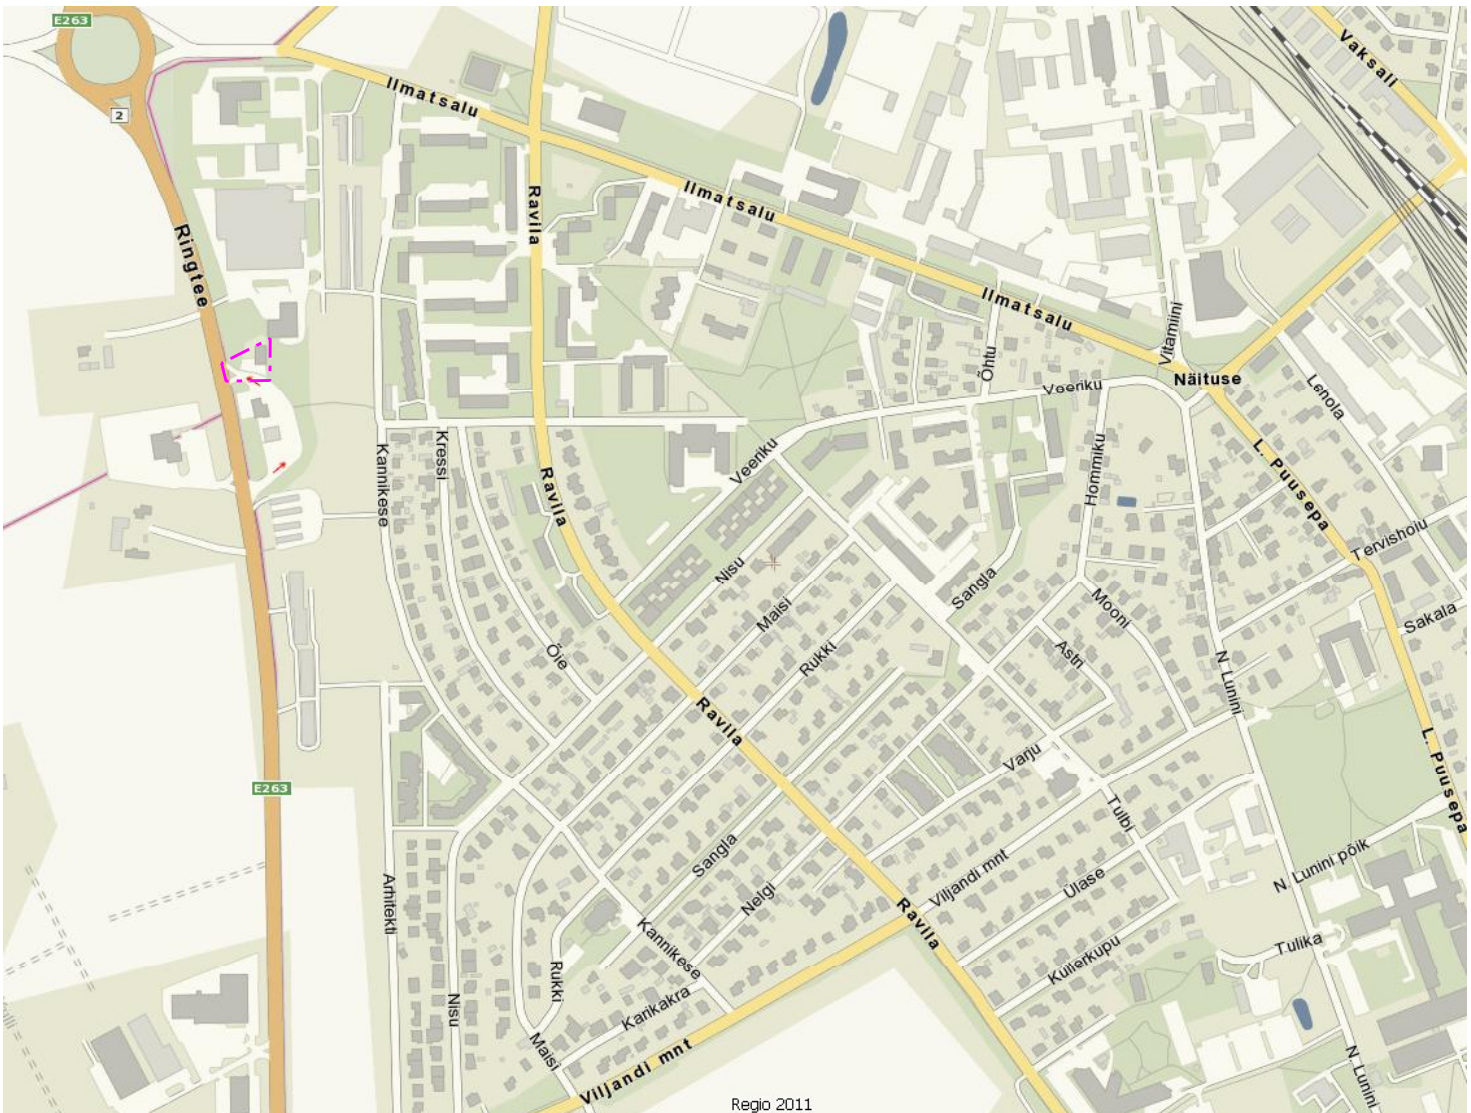 E263
2
Ilmatsalu
Vaksali
Ravila
Ilmatsalu
Ringtee
Ilmatsalu
Vitamiini
Õhtu
Näituse
Veeriku
Lenola
Kannikese
Kressi
Veeriku
Hommiku
L. Puusepa
Ravila
Tervishoiu
Nisu
Maisi
Sangla
Mooni
Sakala
Õie
Rukki
Astri
N. Lunini
Ravila
Varju
L. Puusepa
E263
Tulbi
Sangla
Nelgi
Viljandi mnt
Ülase
N. Lunini põik
Arhitekti
Ravila
Kannikese
Kullerkupu
Tulika
Rukki
Nisu
Karikakra
Maisi
Viljandi mnt
N. Lunini
Regio 2011